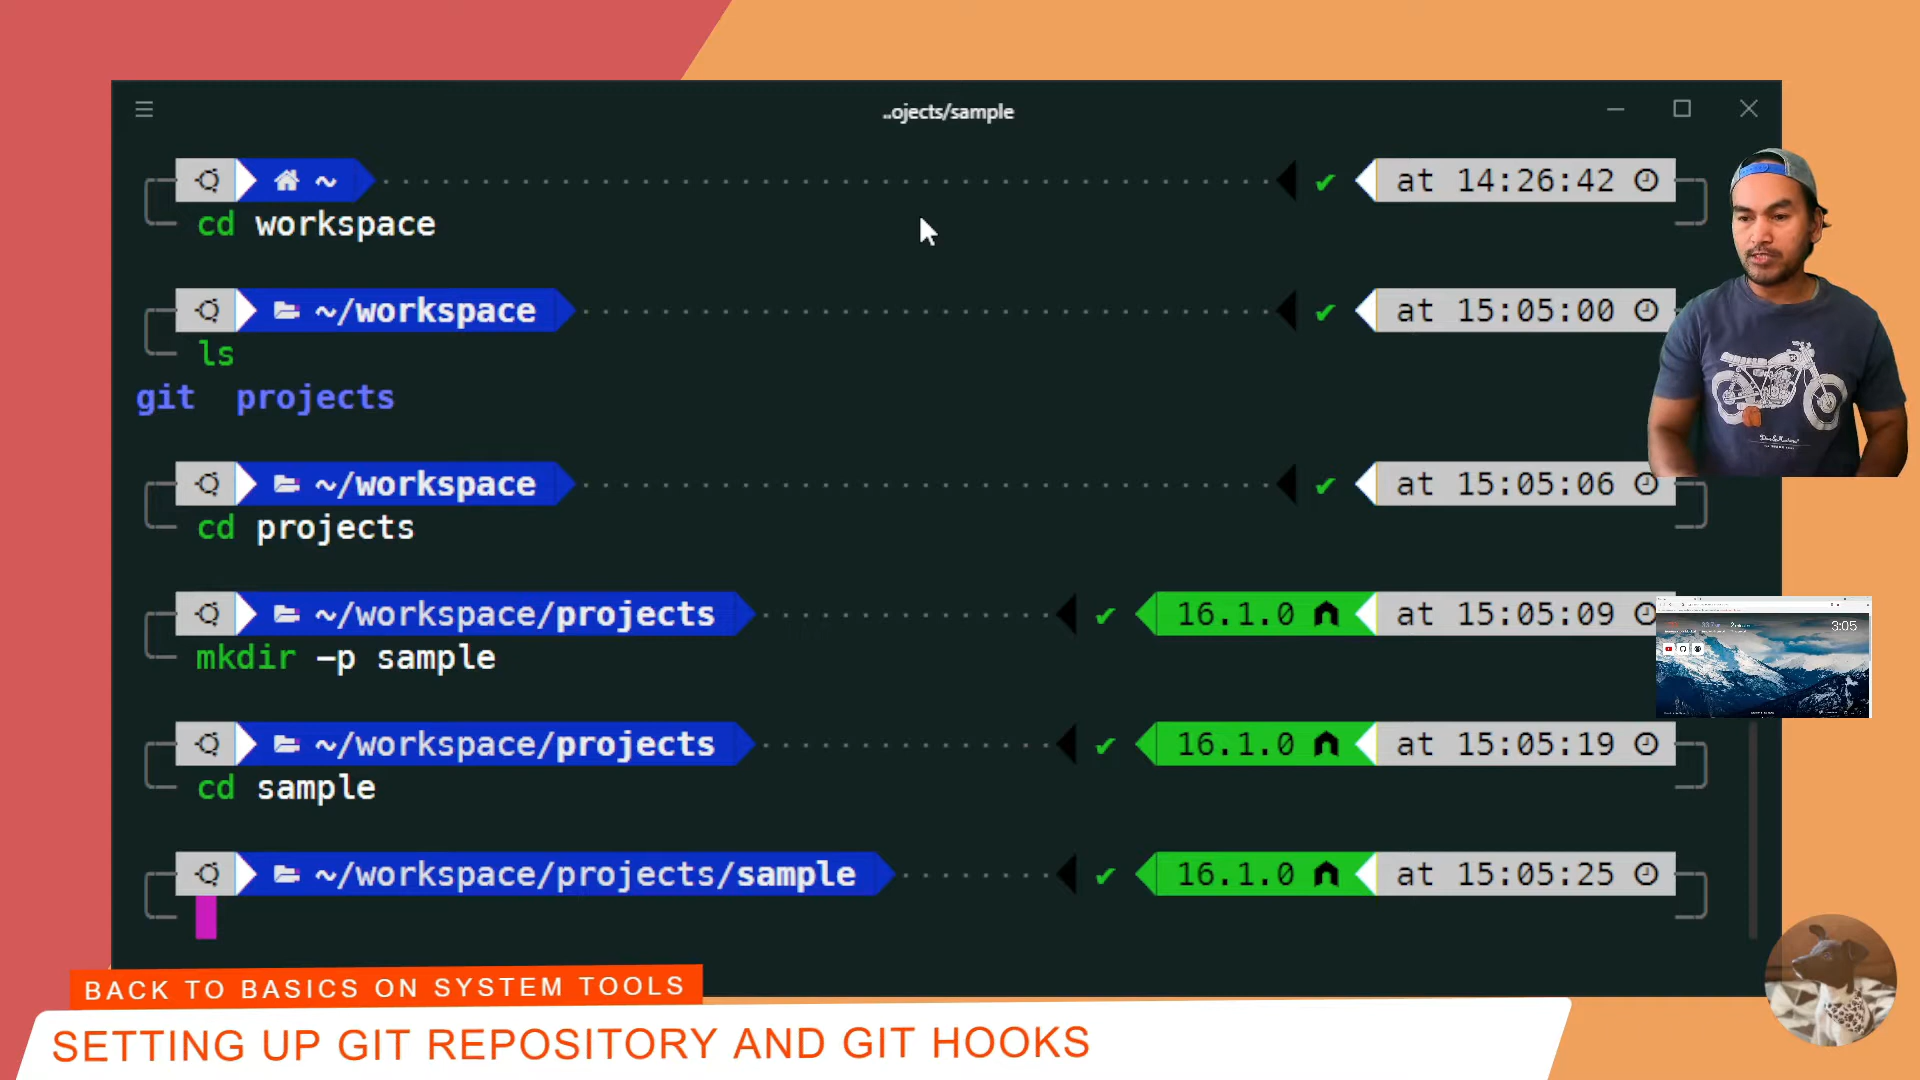 ..ojects/sample
~ at 14:26:42
cd workspace
~/workspace at 15:05:00
ls
git projects
~/workspace at 15:05:06
cd projects
~/workspace/projects 16.1.0 at 15:05:09
mkdir -p sample
3:05
~/workspace/projects 16.1.0 at 15:05:19
cd sample
~/workspace/projects/sample 16.1.0 at 15:05:25
BACK TO BASICS ON SYSTEM TOOLS
SETTING UP GIT REPOSITORY AND GIT HOOKS